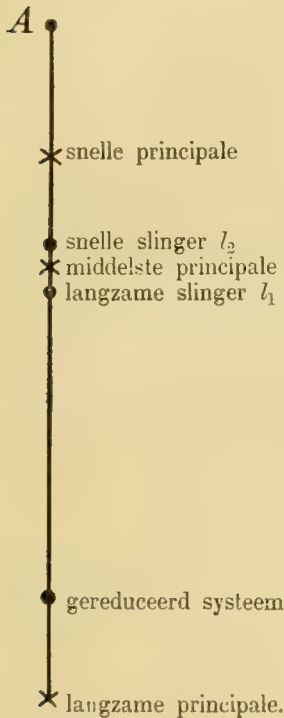 A
snelle principale
snelle slinger l₂
middelste principale
langzame slinger l₁
gereduceerd systeem
langzame principale.